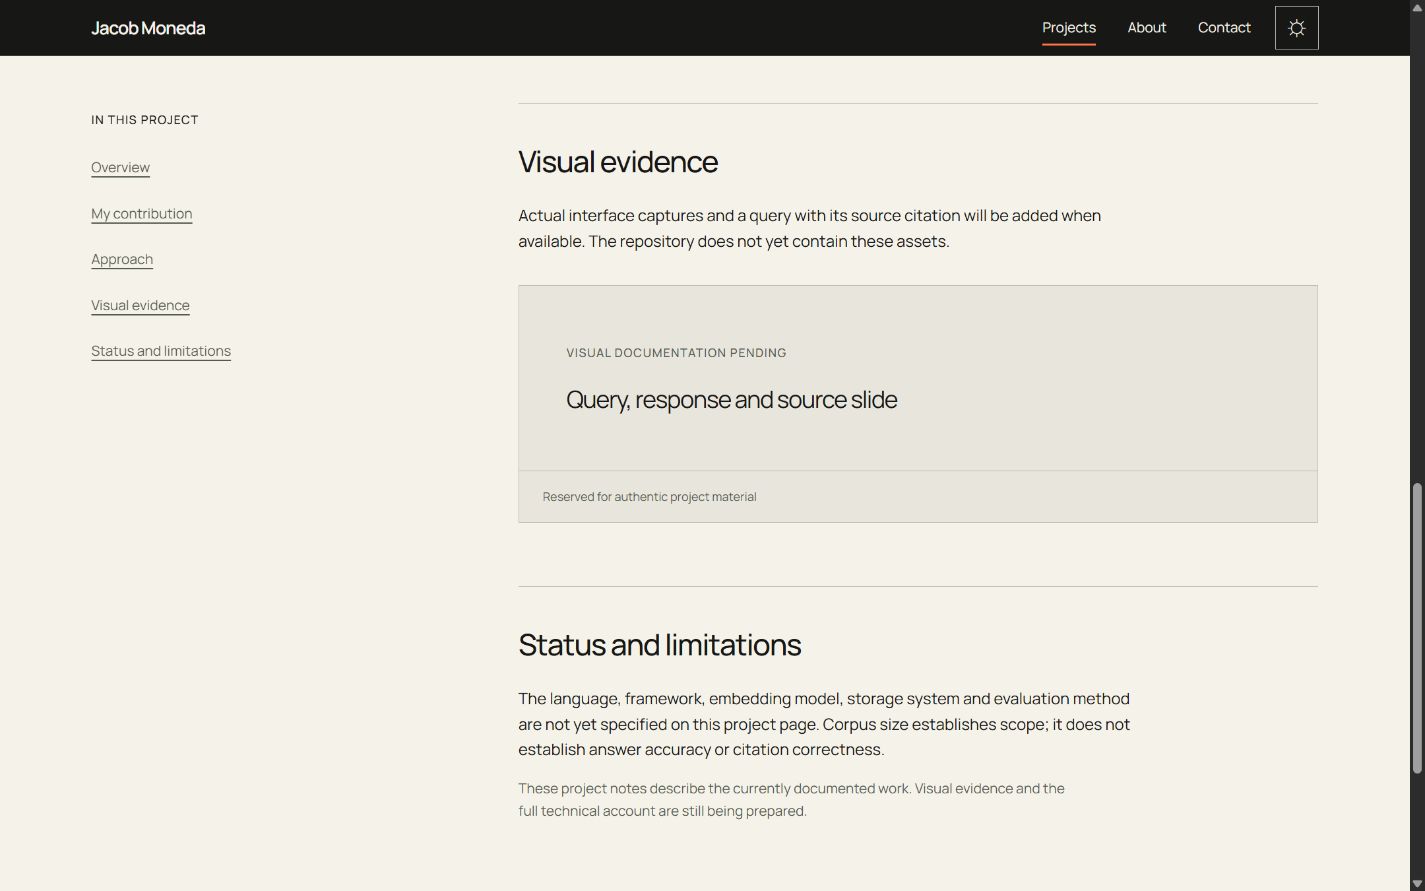 Jacob Moneda
Projects
About
Contact
IN THIS PROJECT
Overview
My contribution
Approach
Visual evidence
Status and limitations
Visual evidence
Actual interface captures and a query with its source citation will be added when
available. The repository does not yet contain these assets.
VISUAL DOCUMENTATION PENDING
Query, response and source slide
Reserved for authentic project material
Status and limitations
The language, framework, embedding model, storage system and evaluation method
are not yet specified on this project page. Corpus size establishes scope; it does not
establish answer accuracy or citation correctness.
These project notes describe the currently documented work. Visual evidence and the
full technical account are still being prepared.